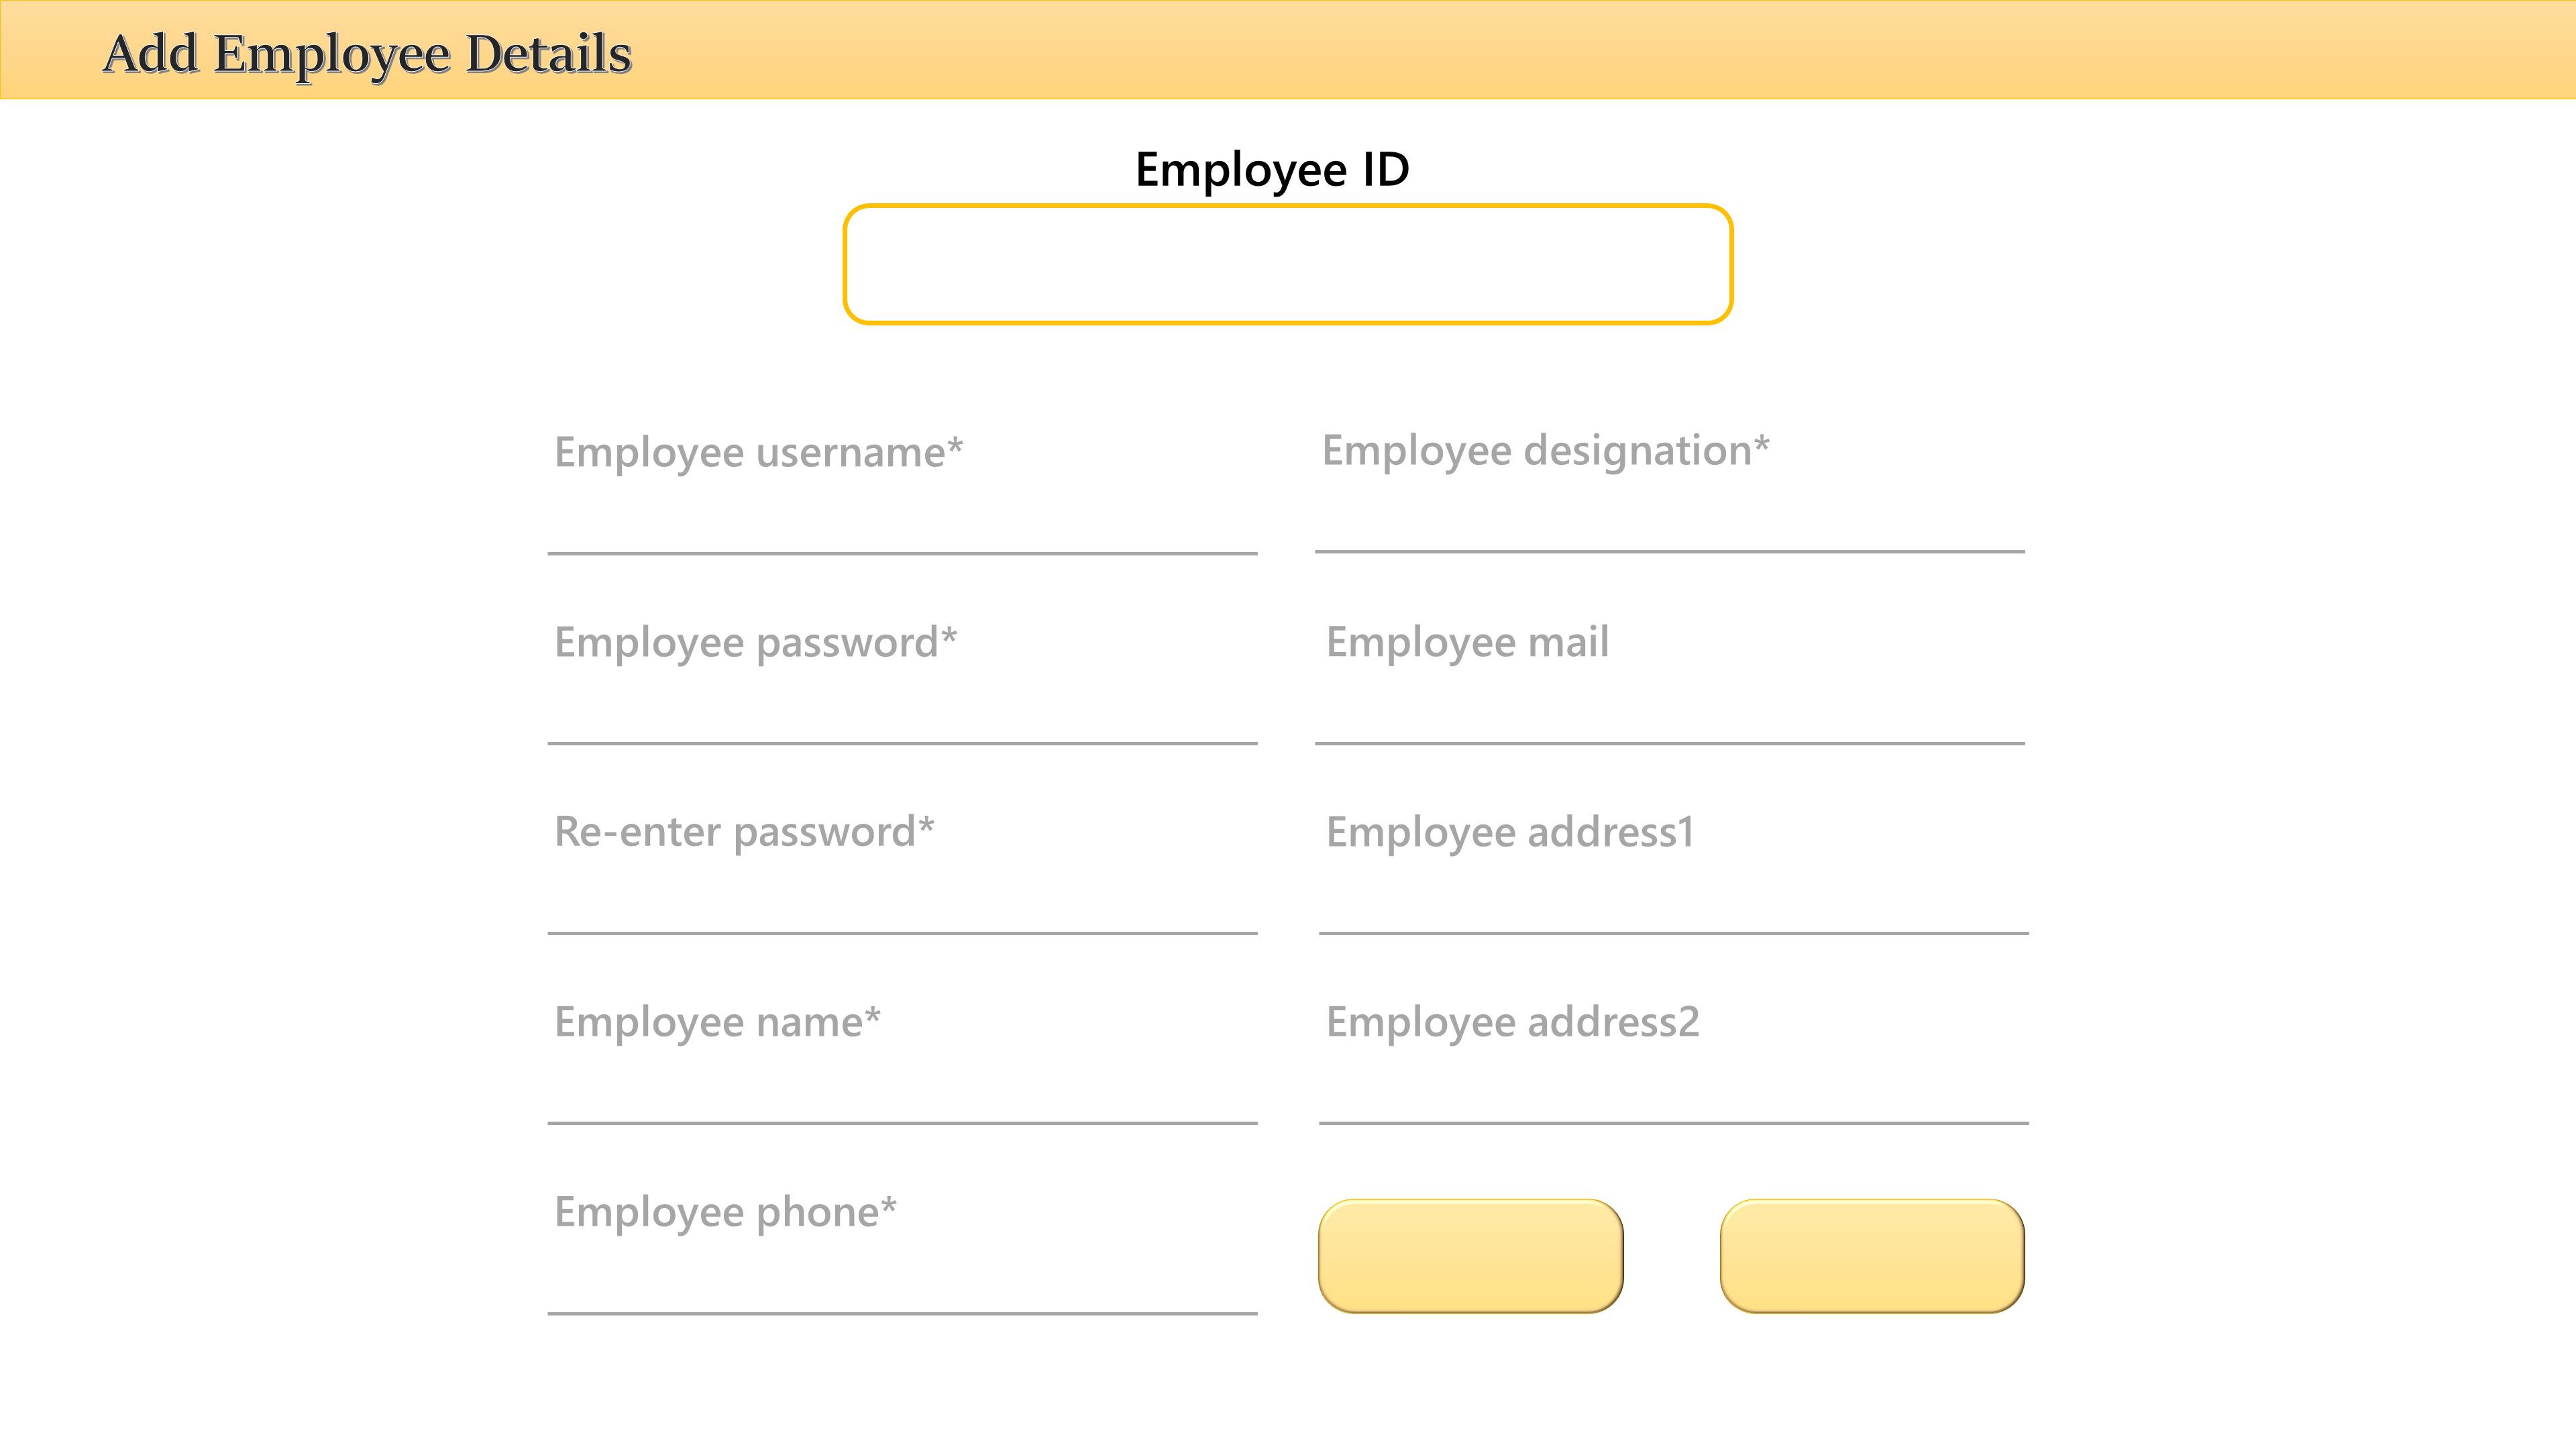 Add Employee Details
Employee ID
Employee username*
Employee designation*
Employee password*
Employee mail
Re-enter password*
Employee address1
Employee name*
Employee address2
Employee phone*